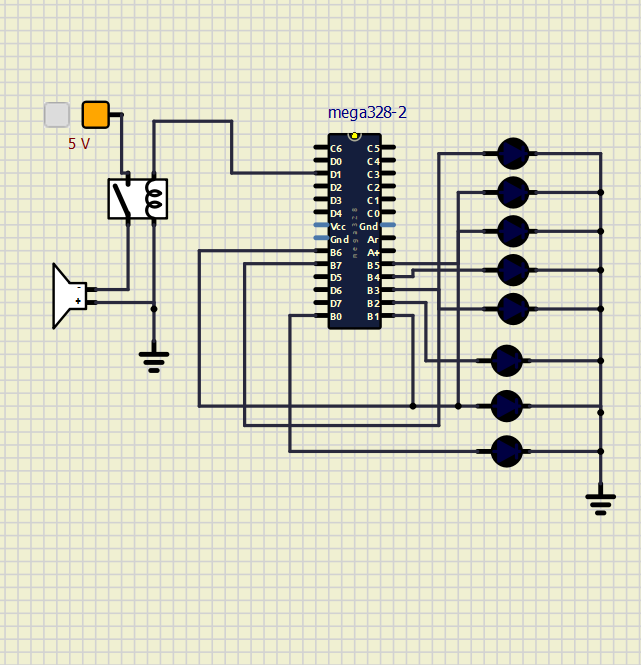 mega328-2
5 V
C6 C5
D0 C4
D1 C3
D2 C2
D3 C1
D4 C0
Vcc Gnd
Gnd Ar
B6 A+
B7 B5
D5 B4
D6 B3
D7 B2
B0 B1
mega328
-
+